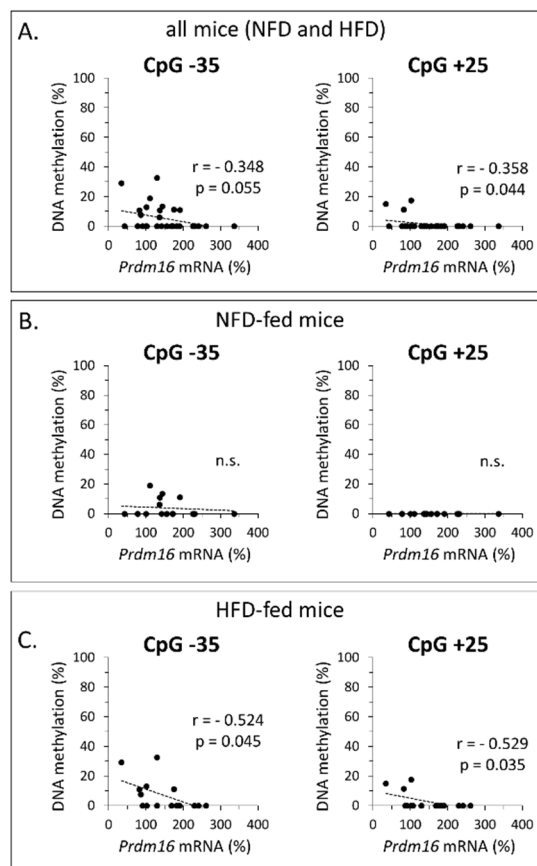 A.
all mice (NFD and HFD)
CpG -35
CpG +25
DNA methylation (%)
100
80
60
40
20
0
r = - 0.348
p = 0.055
0 100 200 300 400
Prdm16 mRNA (%)
DNA methylation (%)
100
80
60
40
20
0
r = - 0.358
p = 0.044
0 100 200 300 400
Prdm16 mRNA (%)
B.
NFD-fed mice
CpG -35
CpG +25
DNA methylation (%)
100
80
60
40
20
0
n.s.
0 100 200 300 400
Prdm16 mRNA (%)
DNA methylation (%)
100
80
60
40
20
0
n.s.
0 100 200 300 400
Prdm16 mRNA (%)
HFD-fed mice
C.
CpG -35
CpG +25
DNA methylation (%)
100
80
60
40
20
0
r = - 0.524
p = 0.045
0 100 200 300 400
Prdm16 mRNA (%)
DNA methylation (%)
100
80
60
40
20
0
r = - 0.529
p = 0.035
0 100 200 300 400
Prdm16 mRNA (%)